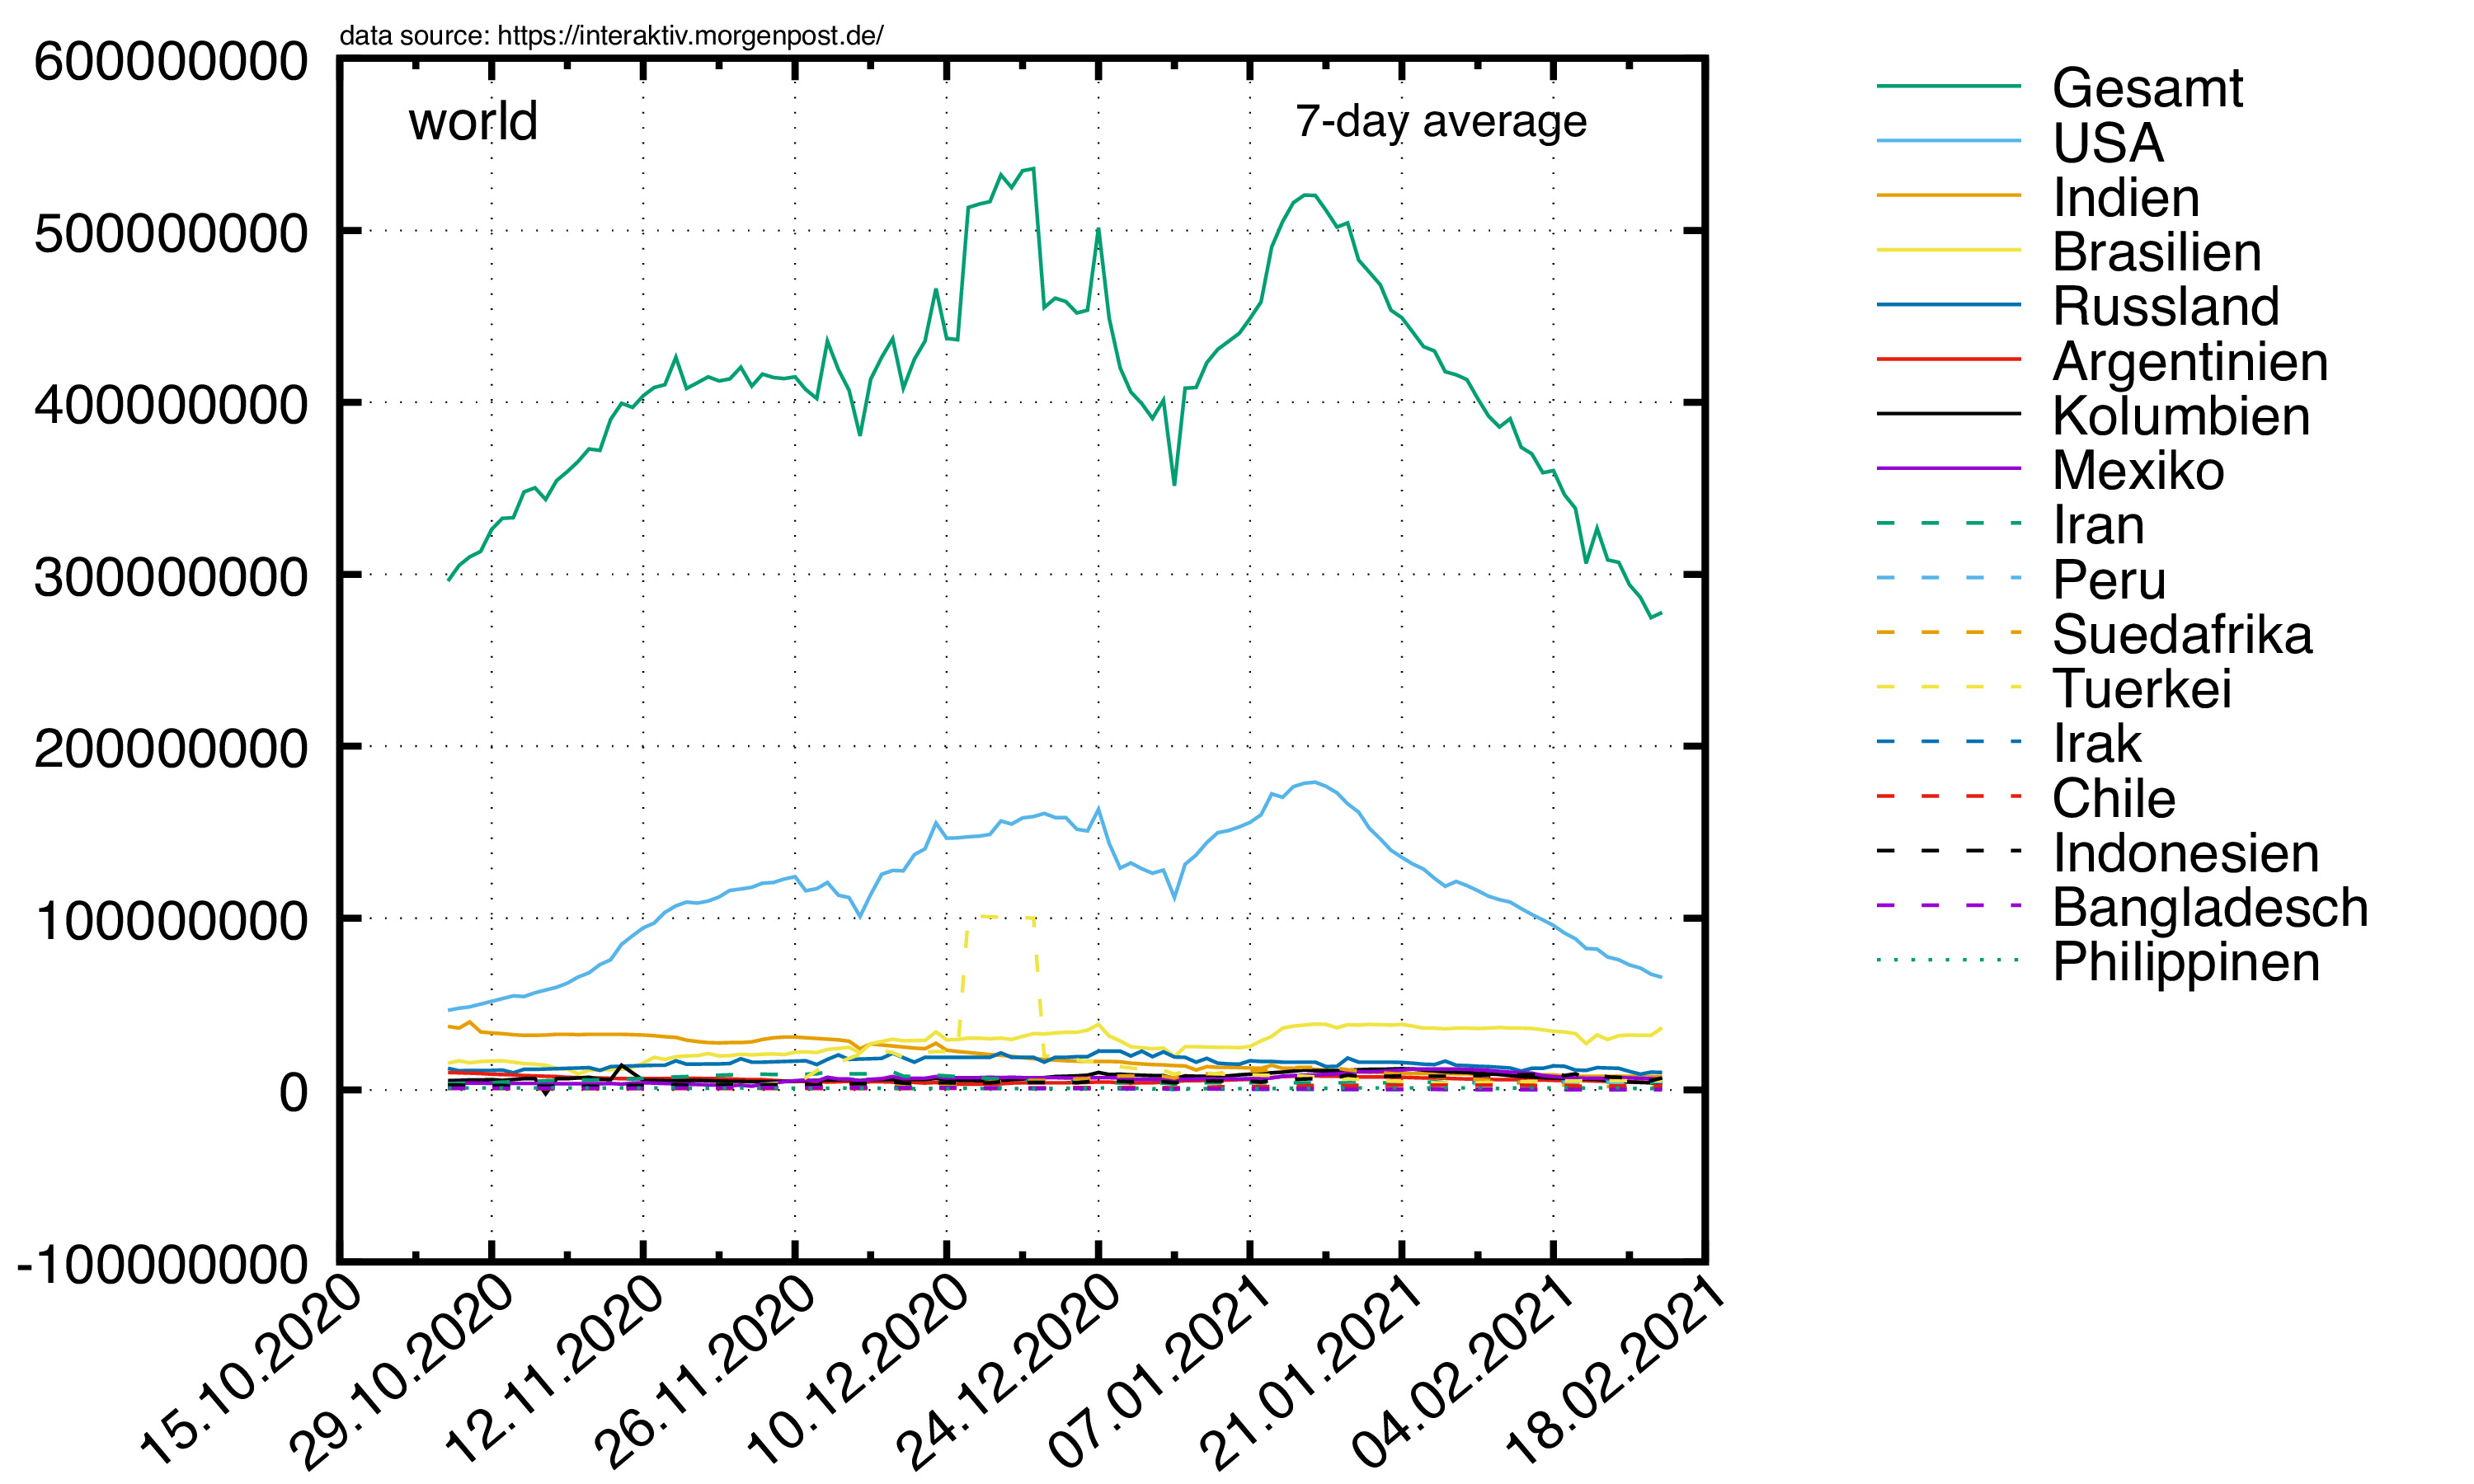 data source: https://interaktiv.morgenpost.de/
600000000
500000000
400000000
300000000
200000000
100000000
0
-100000000
world
7-day average
15.10.2020
29.10.2020
12.11.2020
26.11.2020
10.12.2020
24.12.2020
07.01.2021
21.01.2021
04.02.2021
18.02.2021
Gesamt
USA
Indien
Brasilien
Russland
Argentinien
Kolumbien
Mexiko
Iran
Peru
Suedafrika
Tuerkei
Irak
Chile
Indonesien
Bangladesch
Philippinen